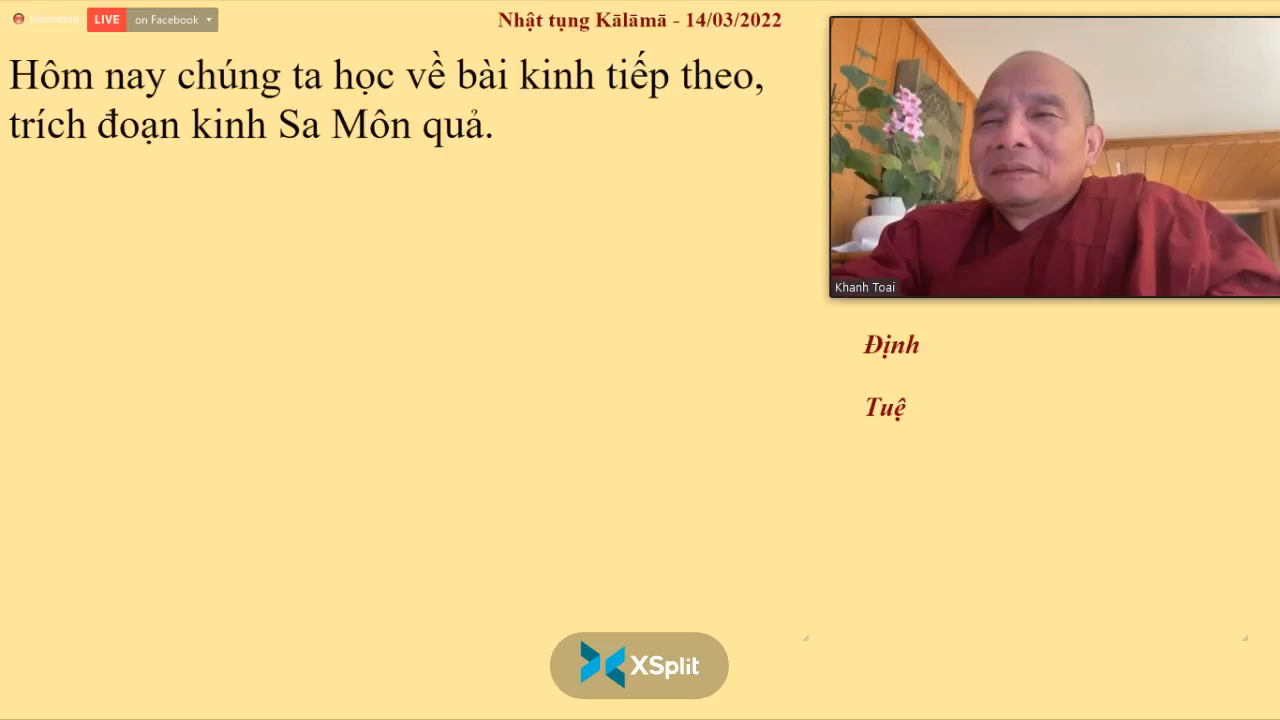 Recording
LIVE on Facebook
Nhật tụng Kālāmā - 14/03/2022
Hôm nay chúng ta học về bài kinh tiếp theo,
trích đoạn kinh Sa Môn quả.
Khanh Toai
Định
Tuệ
XSplit